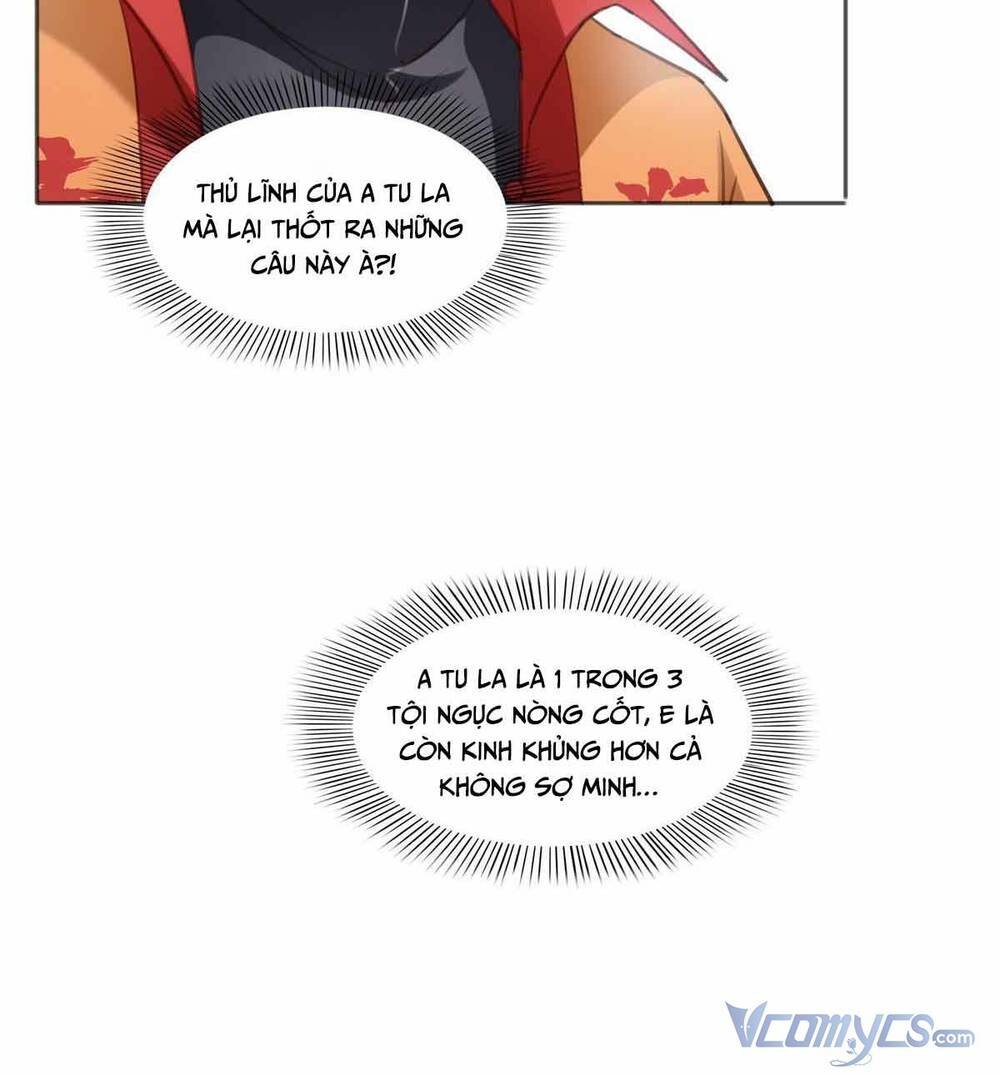 THỦ LĨNH CỦA A TU LA
MÀ LẠI THỐT RA NHỮNG
CÂU NÀY À?!
A TU LA LÀ 1 TRONG 3
TỘI NGỤC NÒNG CỐT, E LÀ
CÒN KINH KHỦNG HƠN CẢ
KHÔNG SỢ MINH...
VCOMYCS.com